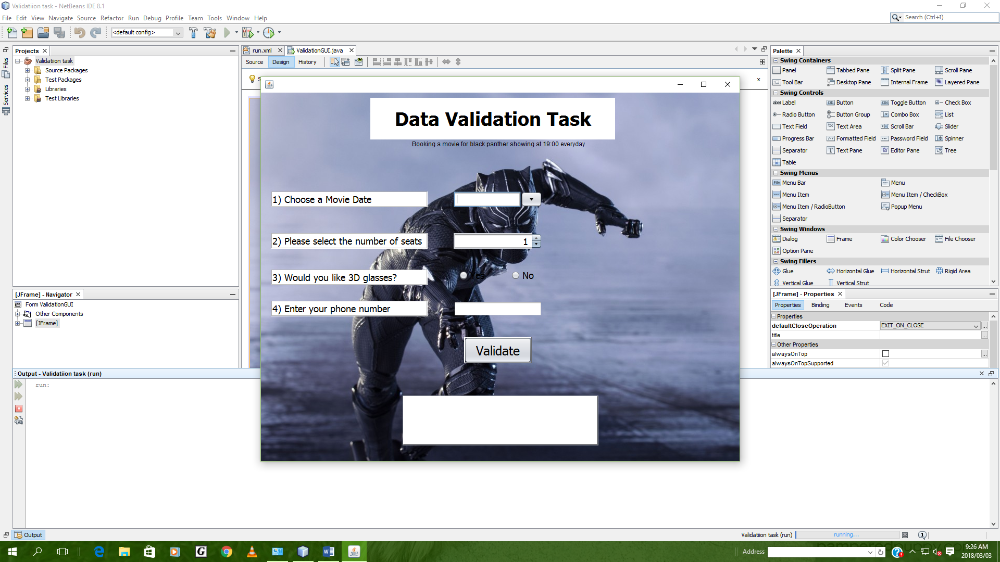 Validatiion task - NetBeans IDE 8.1
File Edit View Navigate Source Refactor Run Debug Profile Team Tools Window Help
Search (Ctrl+I)
<default config>
Files
Services
Projects
Validatiion task
Source Packages
Test Packages
Libraries
Test Libraries
run.xml
ValidationGUI.java
Source Design History
Data Validation Task
Booking a movie for black panther showing at 19:00 everyday
1) Choose a Movie Date
2) Please select the number of seats
1
3) Would you like 3D glasses?
Yes
No
4) Enter your phone number
Validate
[JFrame] - Navigator
Form ValidationGUI
Other Components
[JFrame]
Output - Validatiion task (run)
run:
Palette
Swing Containers
Panel Tabbed Pane Split Pane Scroll Pane
Tool Bar Desktop Pane Internal Frame Layered Pane
Swing Controls
Label Button Toggle Button Check Box
Radio Button Button Group Combo Box List
Text Field Text Area Scroll Bar Slider
Progress Bar Formatted Field Password Field Spinner
Separator Text Pane Editor Pane Tree
Table
Swing Menus
Menu Bar Menu
Menu Item Menu Item / CheckBox
Menu Item / RadioButton Popup Menu
Separator
Swing Windows
Dialog Frame Color Chooser File Chooser
Option Pane
Swing Fillers
Glue Horizontal Glue Horizontal Strut Rigid Area
Vertical Glue Vertical Strut
[JFrame] - Properties
Properties Binding Events Code
Properties
defaultCloseOperation EXIT_ON_CLOSE
title
Other Properties
alwaysOnTop
alwaysOnTopSupported
Output
Validatiion task (run)
running...
1
Address
9:26 AM
2018/03/03